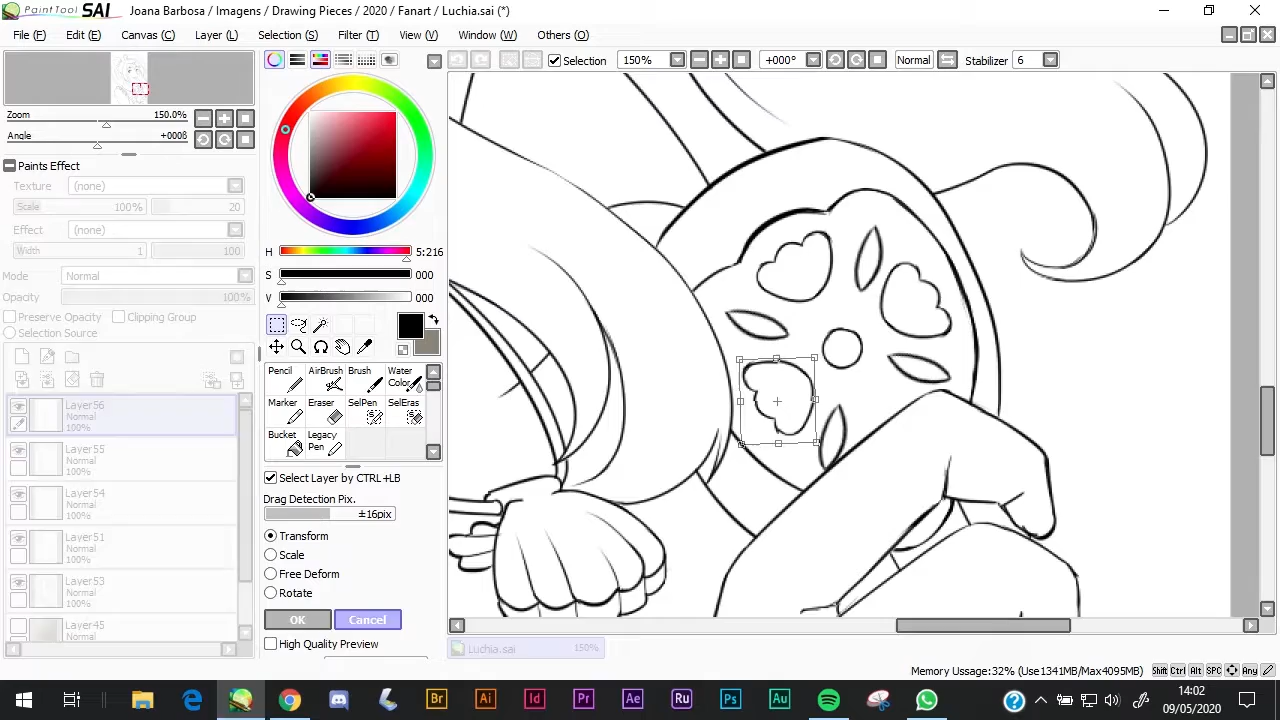 PaintTool SAI Joana Barbosa / Imagens / Drawing Pieces / 2020 / Fanart / Luchia.sai (*)
File (F) Edit (E) Canvas (C) Layer (L) Selection (S) Filter (T) View (V) Window (W) Others (O)
Selection 150% +000° Normal Stabilizer 6
Zoom 150.0%
Angle +000ß
Paints Effect
Texture (none)
Scale 100% 20
Effect (none)
Width 1 100
Mode Normal
Opacity 100%
Preserve Opacity Clipping Group
Selection Source
Layer56
Normal
100%
Layer55
Normal
100%
Layer54
Normal
100%
Layer51
Normal
100%
Layer53
Normal
100%
Layer45
Normal
H 5:216
S 000
V 000
Pencil AirBrush Brush Water Color
Marker Eraser SelPen SelEras
Bucket Legacy Pen
Select Layer by CTRL+LB
Drag Detection Pix.
±16pix
Transform
Scale
Free Deform
Rotate
OK Cancel
High Quality Preview
Luchia.sai 150%
Memory Usage:32% (Use1341MB/Max4095MB) Shift Ctrl Alt SPC Any
Br Ai Id Pr Ae Ru Ps Au
14:02
09/05/2020